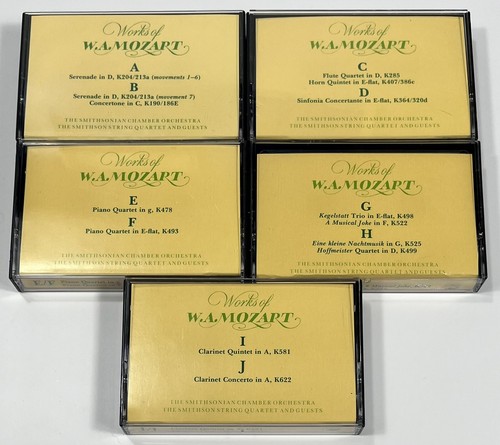 Works of
W.A.MOZART
A
Serenade in D, K204/213a (movements 1–6)
B
Serenade in D, K204/213a (movement 7)
Concertone in C, K190/186E
THE SMITHSONIAN CHAMBER ORCHESTRA
THE SMITHSON STRING QUARTET AND GUESTS
Works of
W.A.MOZART
C
Flute Quartet in D, K285
Horn Quintet in E-flat, K407/386c
D
Sinfonia Concertante in E-flat, K364/320d
THE SMITHSONIAN CHAMBER ORCHESTRA
THE SMITHSON STRING QUARTET AND GUESTS
Works of
W.A.MOZART
E
Piano Quartet in g, K478
F
Piano Quartet in E-flat, K493
THE SMITHSONIAN CHAMBER ORCHESTRA
THE SMITHSON STRING QUARTET AND GUESTS
E/F
Works of
W.A.MOZART
G
Kegelstatt Trio in E-flat, K498
A Musical Joke in F, K522
H
Eine kleine Nachtmusik in G, K525
Hoffmeister Quartet in D, K499
THE SMITHSONIAN CHAMBER ORCHESTRA
THE SMITHSON STRING QUARTET AND GUESTS
Works of
W.A.MOZART
I
Clarinet Quintet in A, K581
J
Clarinet Concerto in A, K622
THE SMITHSONIAN CHAMBER ORCHESTRA
THE SMITHSON STRING QUARTET AND GUESTS